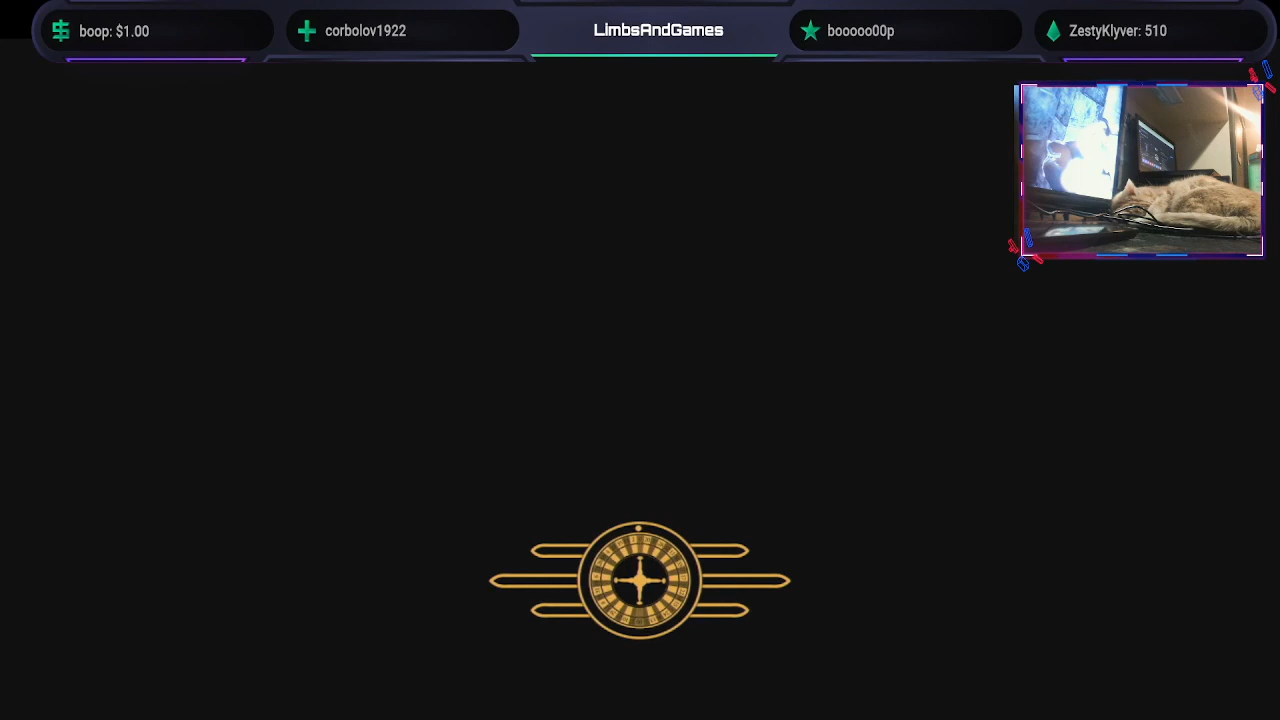 boop: $1.00
corbolov1922
LimbsAndGames
booooo00p
ZestyKlyver: 510